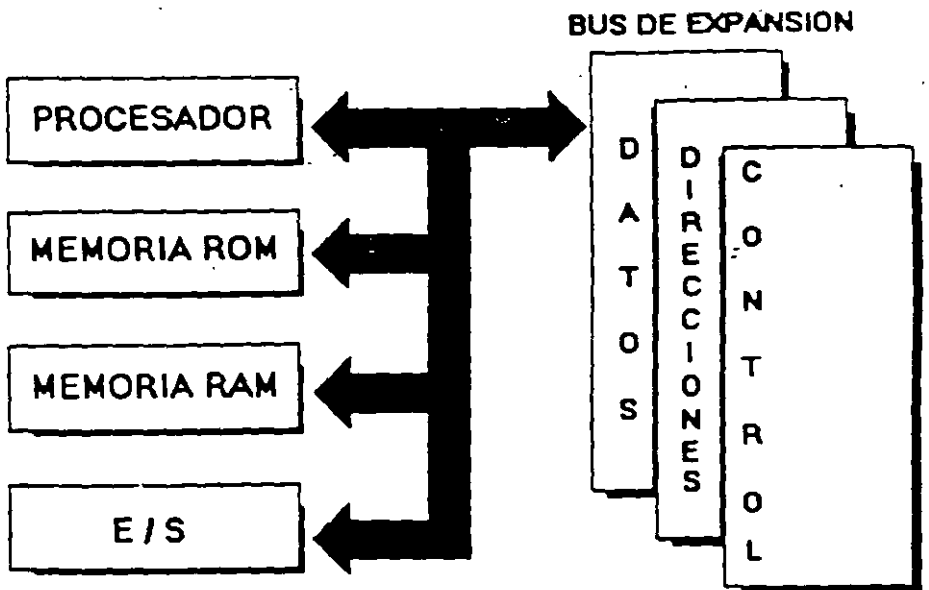 BUS DE EXPANSION
PROCESADOR
MEMORIA ROM
MEMORIA RAM
E / S
DATOS
DIRECCIONES
CONTROL